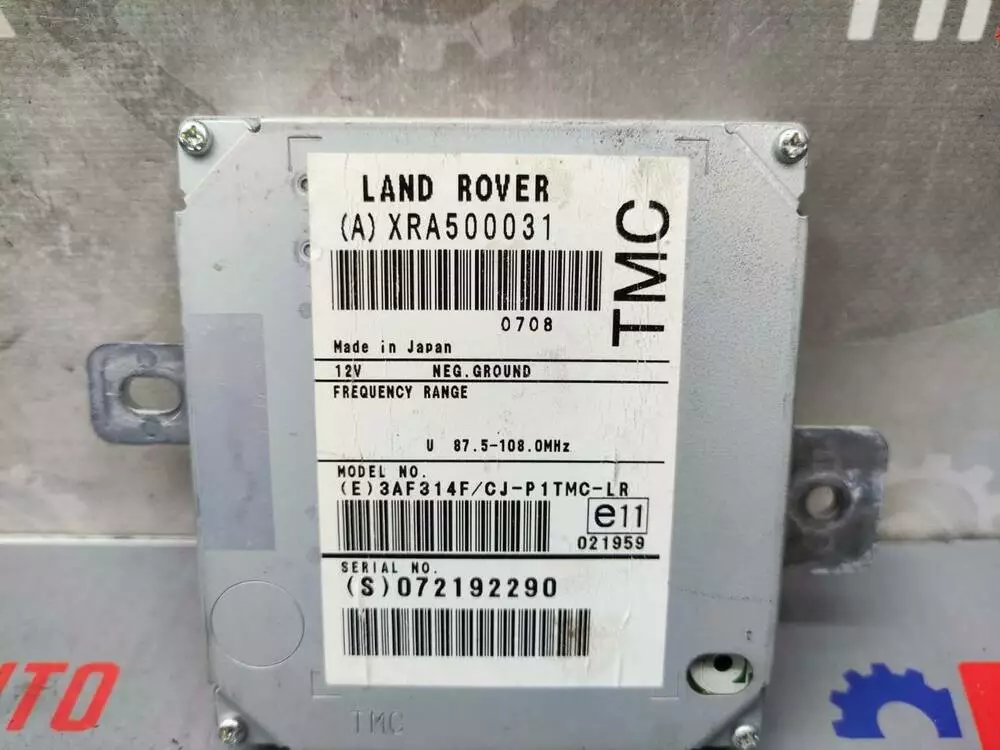 LAND ROVER
(A) XRA500031
TMC
0708
Made in Japan
12V NEG.GROUND
FREQUENCY RANGE
U 87.5-108.0MHz
MODEL NO.
(E)3AF314F/CJ-P1TMC-LR
e11
021959
SERIAL NO.
(S)072192290
TMC